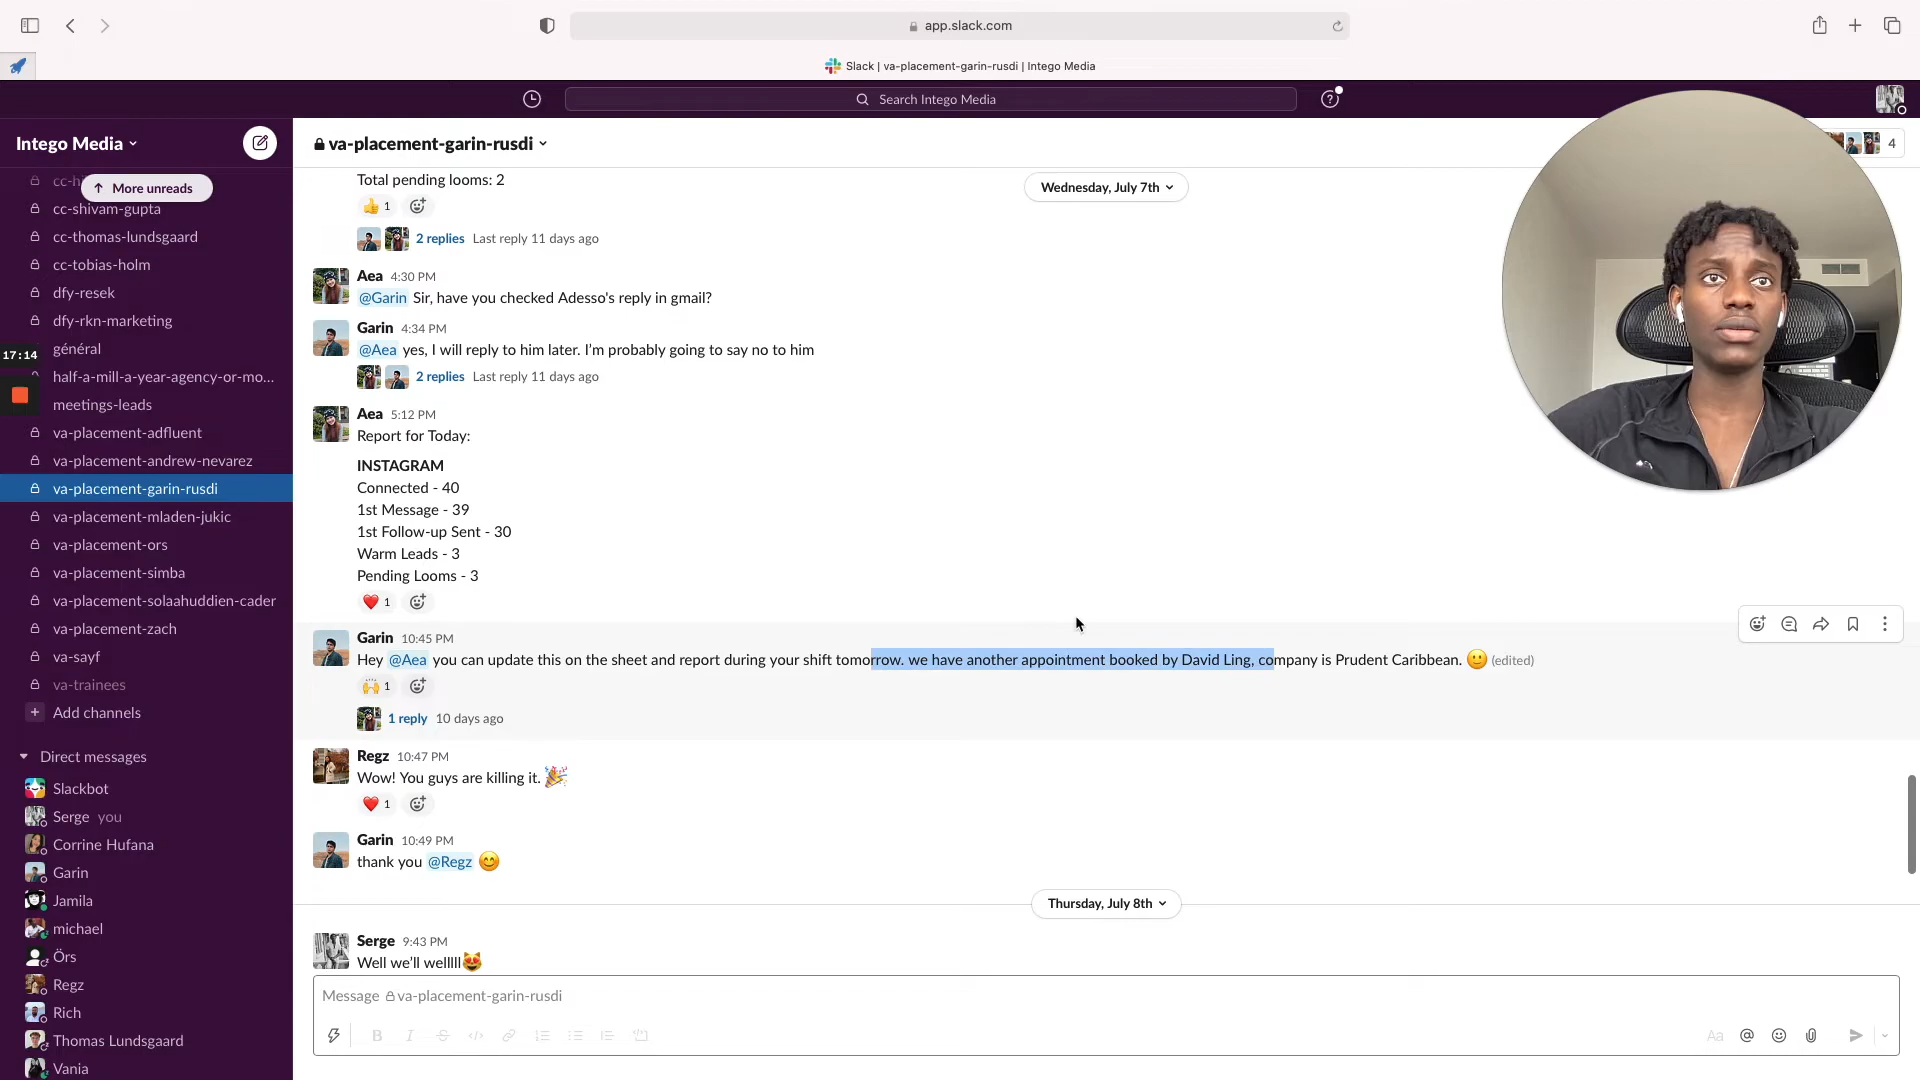 app.slack.com
Slack | va-placement-garin-rusdi | Intego Media
Search Intego Media
Intego Media
va-placement-garin-rusdi
4
More unreads
cc-shivam-gupta
cc-thomas-lundsgaard
cc-tobias-holm
dfy-resek
dfy-rkn-marketing
général
17:14
half-a-mill-a-year-agency-or-mo...
meetings-leads
va-placement-adfluent
va-placement-andrew-nevarez
va-placement-garin-rusdi
va-placement-mladen-jukic
va-placement-ors
va-placement-simba
va-placement-solaahuddien-cader
va-placement-zach
va-sayf
va-trainees
Add channels
Direct messages
Slackbot
Serge you
Corrine Hufana
Garin
Jamila
michael
Örs
Regz
Rich
Thomas Lundsgaard
Vania
Total pending looms: 2
Wednesday, July 7th
👍 1
2 replies Last reply 11 days ago
Aea 4:30 PM
@Garin Sir, have you checked Adesso's reply in gmail?
Garin 4:34 PM
@Aea yes, I will reply to him later. I'm probably going to say no to him
2 replies Last reply 11 days ago
Aea 5:12 PM
Report for Today:
INSTAGRAM
Connected - 40
1st Message - 39
1st Follow-up Sent - 30
Warm Leads - 3
Pending Looms - 3
❤️ 1
Garin 10:45 PM
Hey @Aea you can update this on the sheet and report during your shift tomorrow. we have another appointment booked by David Ling, company is Prudent Caribbean. 🙂 (edited)
🙌 1
1 reply 10 days ago
Regz 10:47 PM
Wow! You guys are killing it. 🎉
❤️ 1
Garin 10:49 PM
thank you @Regz 😊
Thursday, July 8th
Serge 9:43 PM
Well we'll welllll😻
Message va-placement-garin-rusdi
B I S </> Aa @